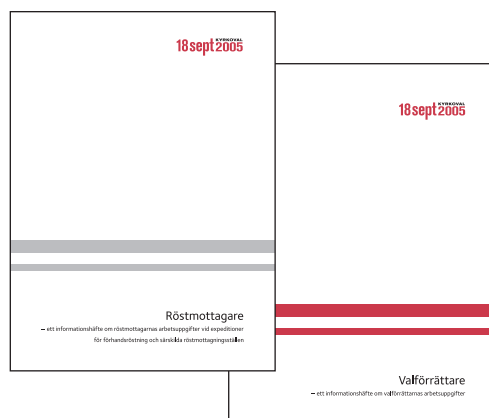 KYRKOVAL
18 sept 2005
Röstmottagare
– ett informationshäfte om röstmottagarnas arbetsuppgifter vid expeditioner
för förhandsröstning och särskilda röstmottagningsställen
KYRKOVAL
18 sept 2005
Valförrättare
– ett informationshäfte om valförrättarnas arbetsuppgifter